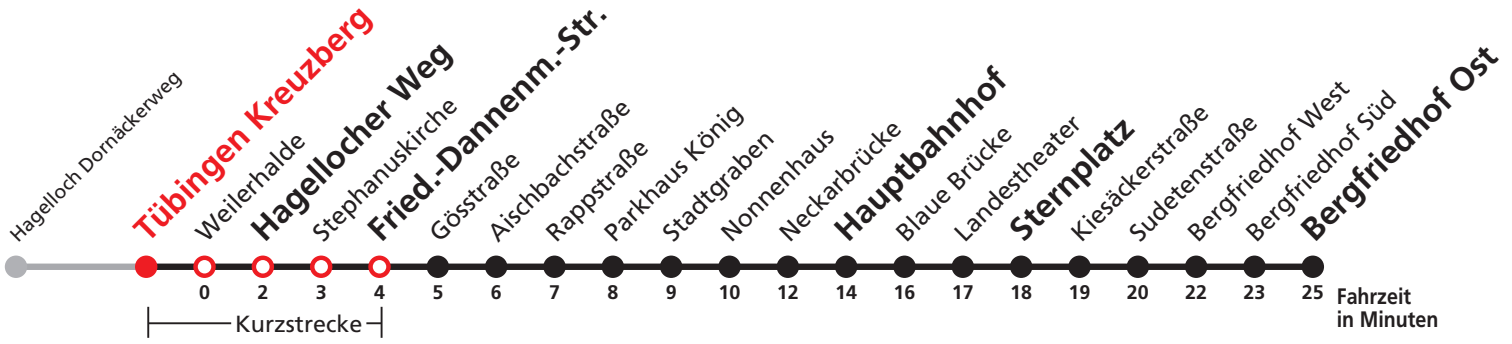 Hagelloch Dornäckerweg
Tübingen Kreuzberg
Weilerhalde
Hagellocher Weg
Stephanuskirche
Fried.-Dannenm.-Str.
Gösstraße
Aischbachstraße
Rappstraße
Parkhaus König
Stadtgraben
Nonnenhaus
Neckarbrücke
Hauptbahnhof
Blaue Brücke
Landestheater
Sternplatz
Kiesäckerstraße
Sudetenstraße
Bergfriedhof West
Bergfriedhof Süd
Bergfriedhof Ost
0 2 3 4 5 6 7 8 9 10 12 14 16 17 18 19 20 22 23 25
Fahrzeit
in Minuten
Kurzstrecke